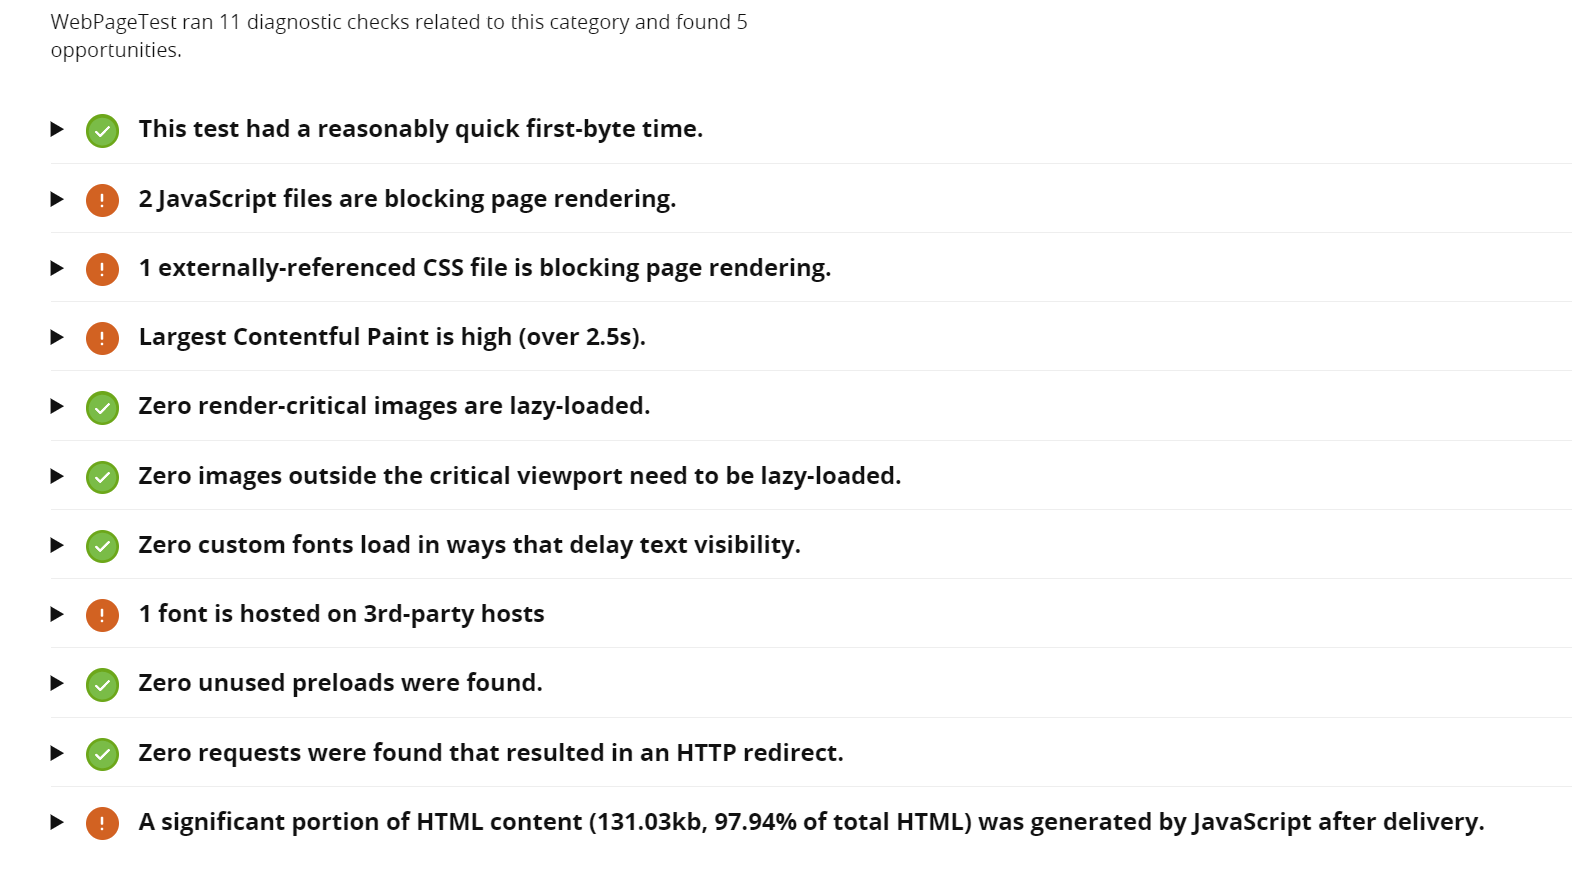 WebPageTest ran 11 diagnostic checks related to this category and found 5
opportunities.
This test had a reasonably quick first-byte time.
2 JavaScript files are blocking page rendering.
1 externally-referenced CSS file is blocking page rendering.
Largest Contentful Paint is high (over 2.5s).
Zero render-critical images are lazy-loaded.
Zero images outside the critical viewport need to be lazy-loaded.
Zero custom fonts load in ways that delay text visibility.
1 font is hosted on 3rd-party hosts
Zero unused preloads were found.
Zero requests were found that resulted in an HTTP redirect.
A significant portion of HTML content (131.03kb, 97.94% of total HTML) was generated by JavaScript after delivery.